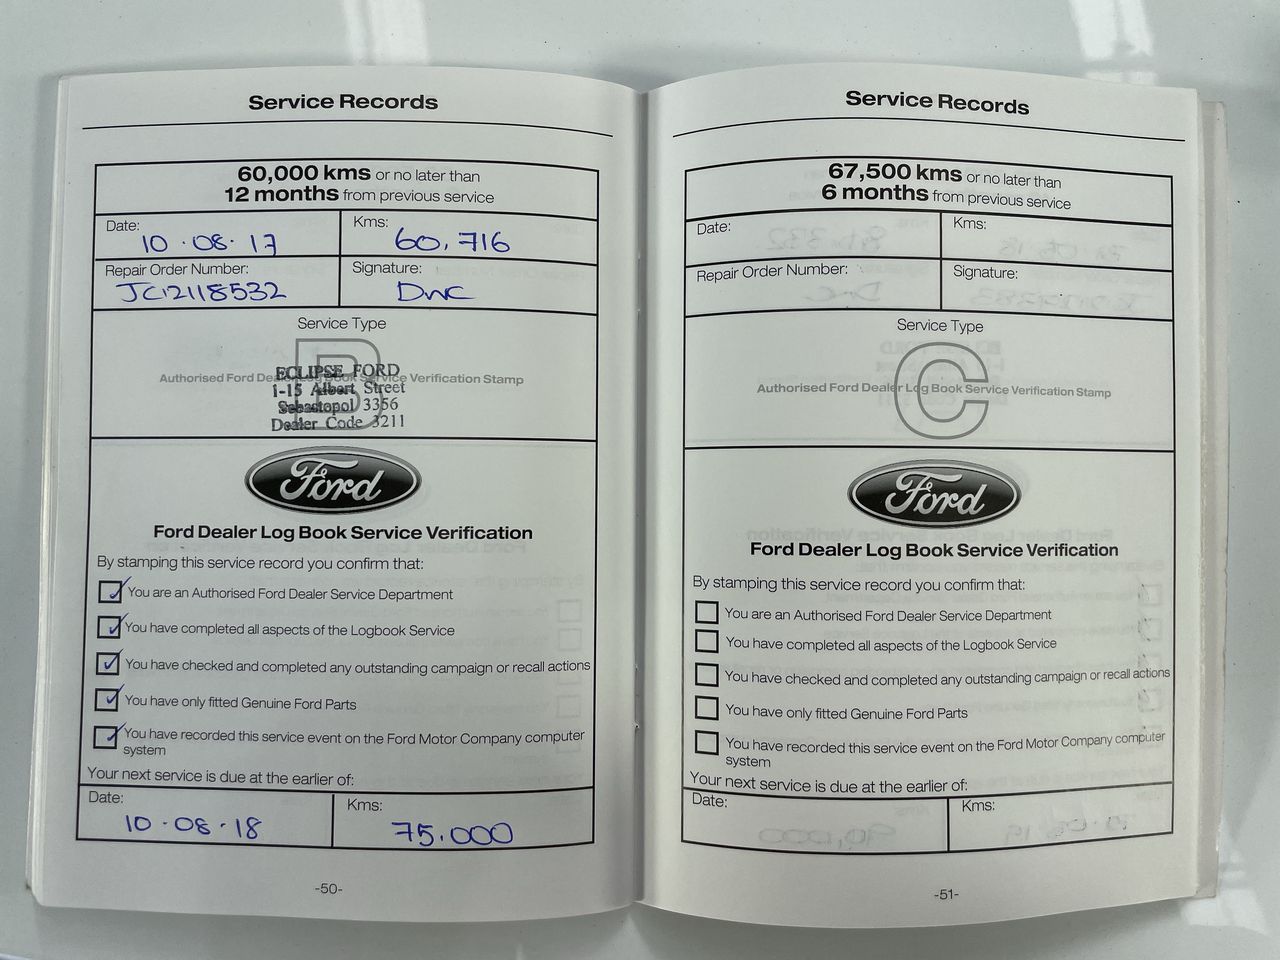 Service Records
60,000 kms or no later than
12 months from previous service
Date:
10.08.17
Kms:
60,716
Repair Order Number:
JC12118532
Signature:
DWC
Service Type
B
Authorised Ford Dealer Log Book Service Verification Stamp
ECLIPSE FORD
1-15 Albert Street
Sebastopol 3356
Dealer Code 3211
Ford
Ford Dealer Log Book Service Verification
By stamping this service record you confirm that:
You are an Authorised Ford Dealer Service Department
You have completed all aspects of the Logbook Service
You have checked and completed any outstanding campaign or recall actions
You have only fitted Genuine Ford Parts
You have recorded this service event on the Ford Motor Company computer
system
Your next service is due at the earlier of:
Date:
10.08.18
Kms:
75.000
-50-
Service Records
67,500 kms or no later than
6 months from previous service
Date:
Kms:
Repair Order Number:
Signature:
Service Type
C
Authorised Ford Dealer Log Book Service Verification Stamp
Ford
Ford Dealer Log Book Service Verification
By stamping this service record you confirm that:
You are an Authorised Ford Dealer Service Department
You have completed all aspects of the Logbook Service
You have checked and completed any outstanding campaign or recall actions
You have only fitted Genuine Ford Parts
You have recorded this service event on the Ford Motor Company computer
system
Your next service is due at the earlier of:
Date:
Kms:
-51-